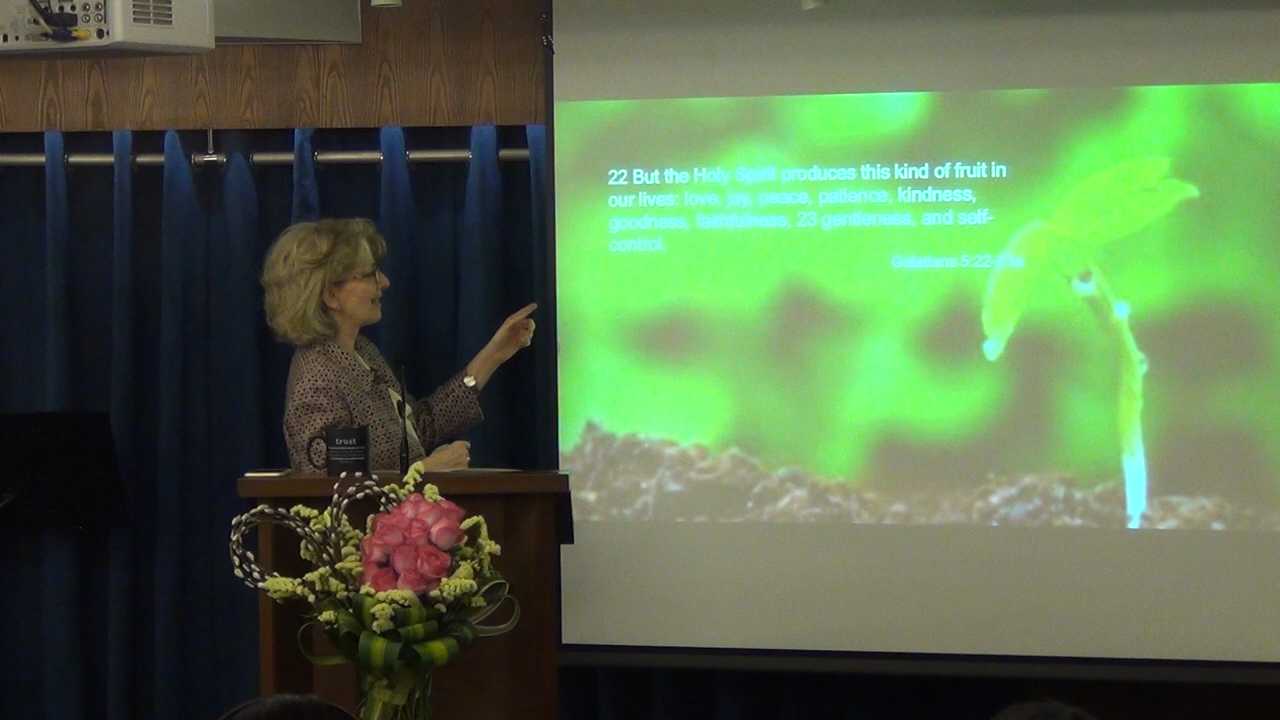 22 But the Holy Spirit produces this kind of fruit in
our lives: love, joy, peace, patience, kindness,
goodness, faithfulness, 23 gentleness, and self-
control.
Galatians 5:22-
trust